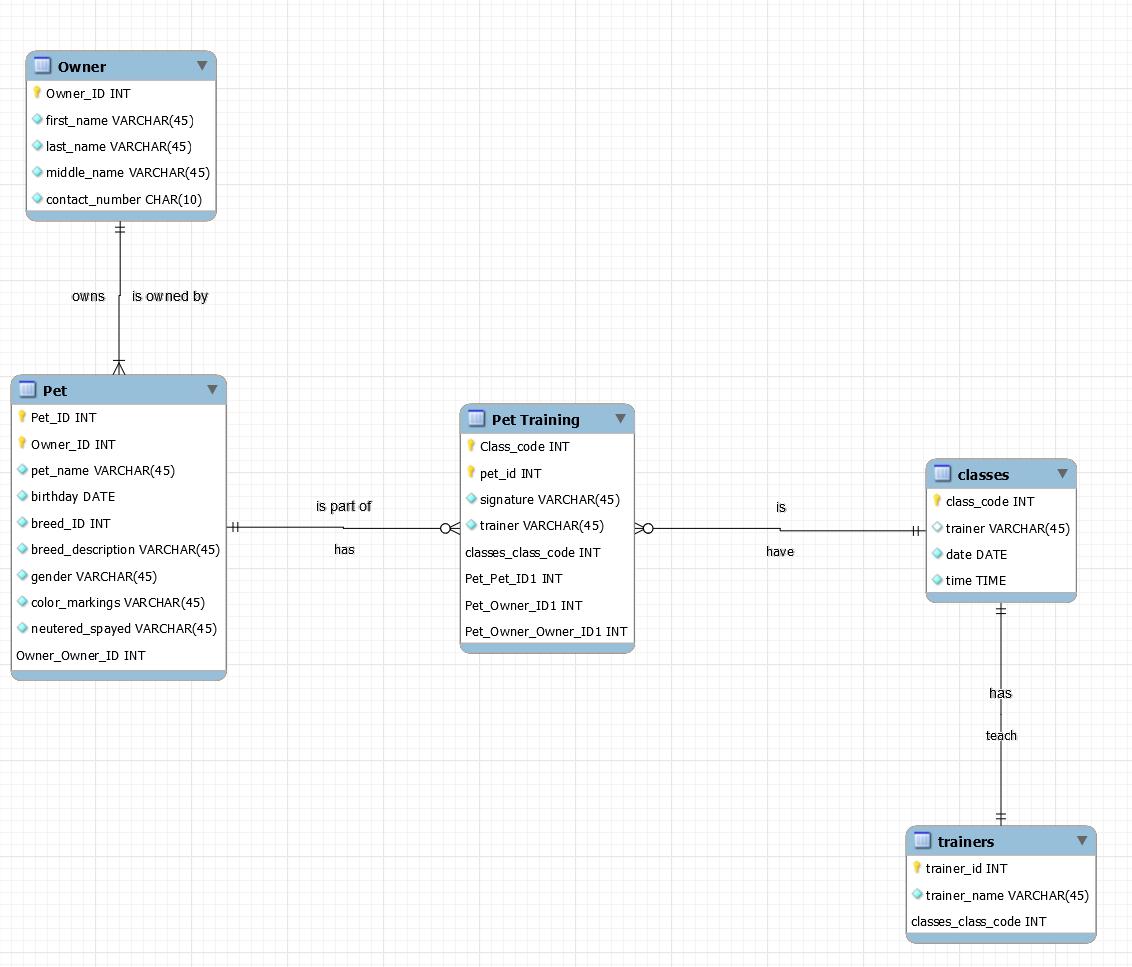 Owner
Owner_ID INT
first_name VARCHAR(45)
last_name VARCHAR(45)
middle_name VARCHAR(45)
contact_number CHAR(10)
owns
is owned by
Pet
Pet_ID INT
Owner_ID INT
pet_name VARCHAR(45)
birthday DATE
breed_ID INT
breed_description VARCHAR(45)
gender VARCHAR(45)
color_markings VARCHAR(45)
neutered_spayed VARCHAR(45)
Owner_Owner_ID INT
is part of
has
Pet Training
Class_code INT
pet_id INT
signature VARCHAR(45)
trainer VARCHAR(45)
classes_class_code INT
Pet_Pet_ID1 INT
Pet_Owner_ID1 INT
Pet_Owner_Owner_ID1 INT
is
have
classes
class_code INT
trainer VARCHAR(45)
date DATE
time TIME
has
teach
trainers
trainer_id INT
trainer_name VARCHAR(45)
classes_class_code INT